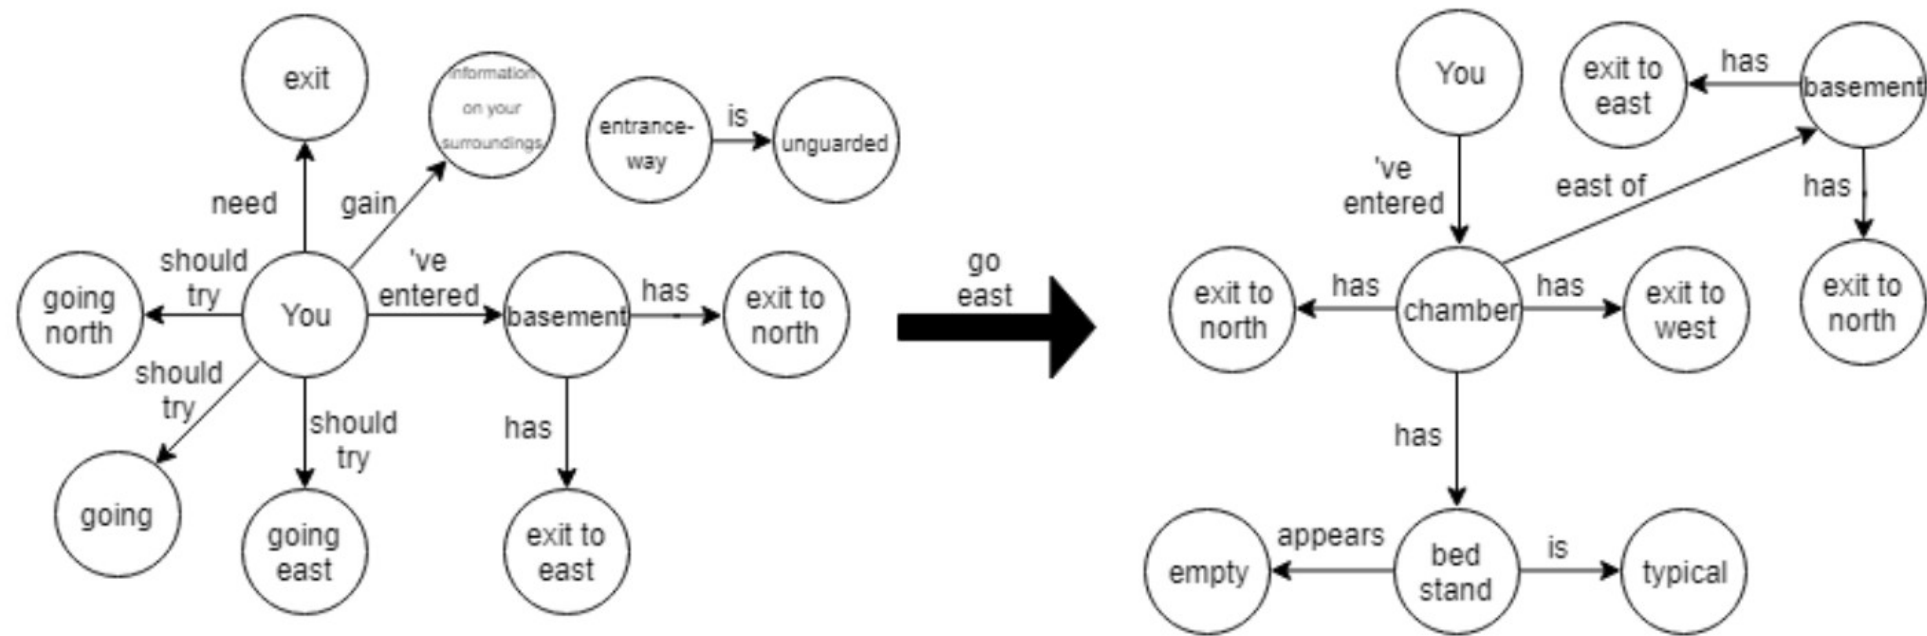 exit
information
on your
surroundings
entrance-
way
is
unguarded
need
gain
should
try
going
north
You
've
entered
basement
has
exit to
north
should
try
going
should
try
going
east
has
exit to
east
go
east
You
exit to
east
has
basement
've
entered
east of
has
exit to
north
has
chamber
has
exit to
west
exit to
north
has
empty
appears
bed
stand
is
typical